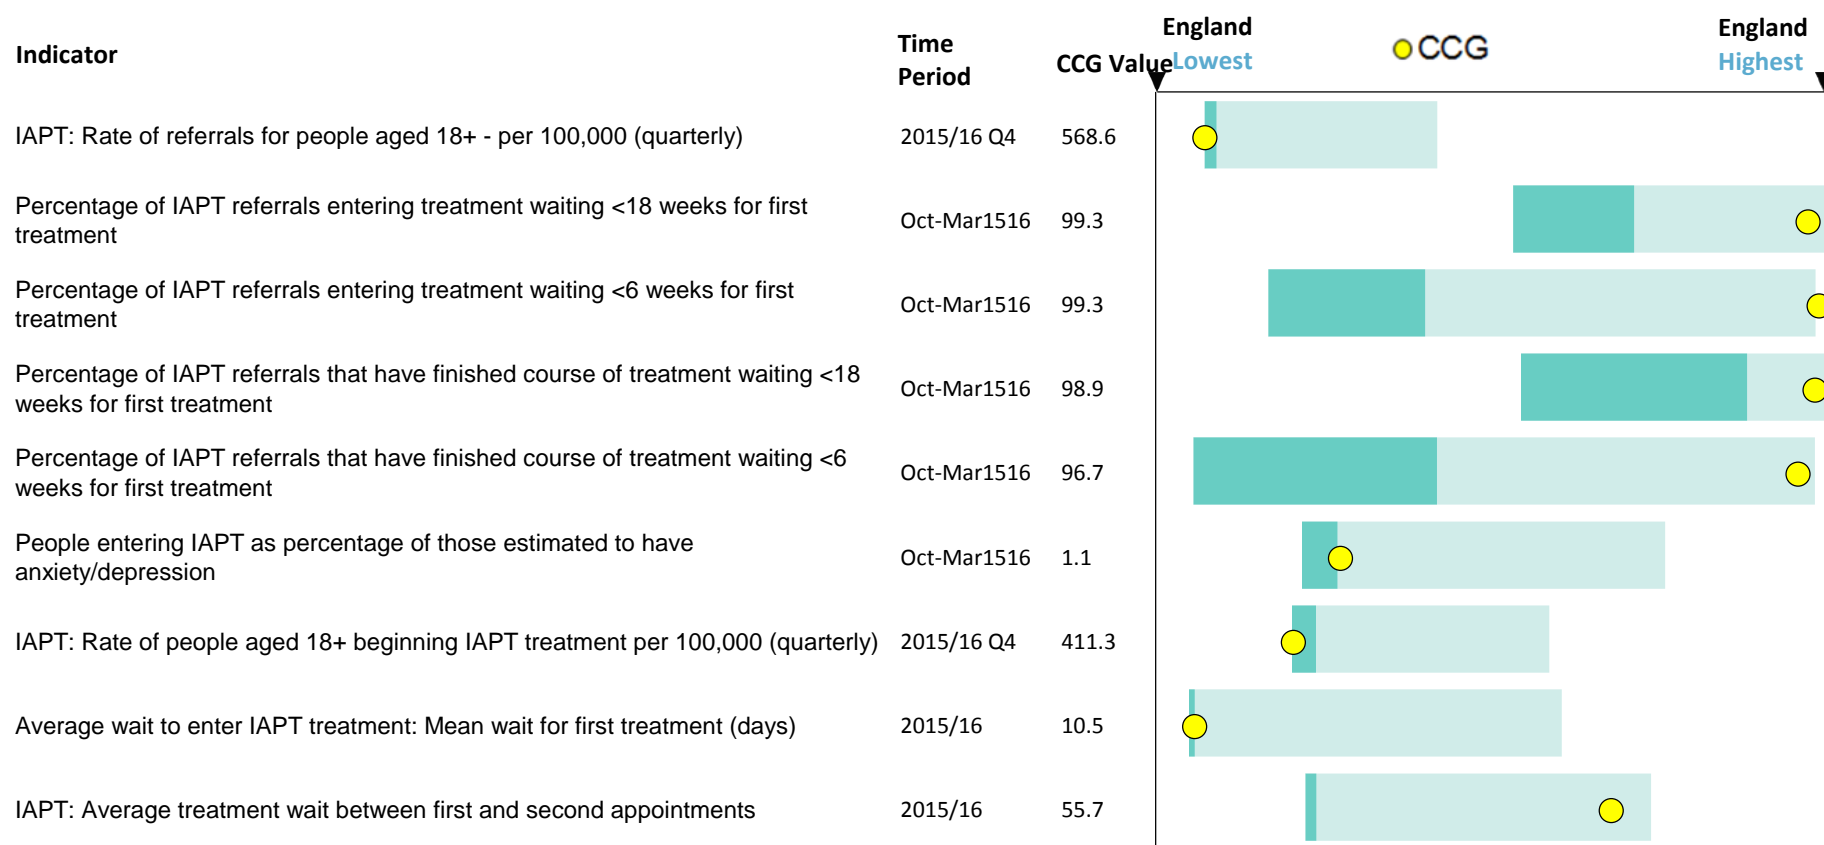 Indicator
Time
Period
CCG Value
England
Lowest
CCG
England
Highest
IAPT: Rate of referrals for people aged 18+ - per 100,000 (quarterly) 2015/16 Q4 568.6
Percentage of IAPT referrals entering treatment waiting <18 weeks for first
treatment
Oct-Mar1516 99.3
Percentage of IAPT referrals entering treatment waiting <6 weeks for first
treatment
Oct-Mar1516 99.3
Percentage of IAPT referrals that have finished course of treatment waiting <18
weeks for first treatment
Oct-Mar1516 98.9
Percentage of IAPT referrals that have finished course of treatment waiting <6
weeks for first treatment
Oct-Mar1516 96.7
People entering IAPT as percentage of those estimated to have
anxiety/depression
Oct-Mar1516 1.1
IAPT: Rate of people aged 18+ beginning IAPT treatment per 100,000 (quarterly) 2015/16 Q4 411.3
Average wait to enter IAPT treatment: Mean wait for first treatment (days) 2015/16 10.5
IAPT: Average treatment wait between first and second appointments 2015/16 55.7